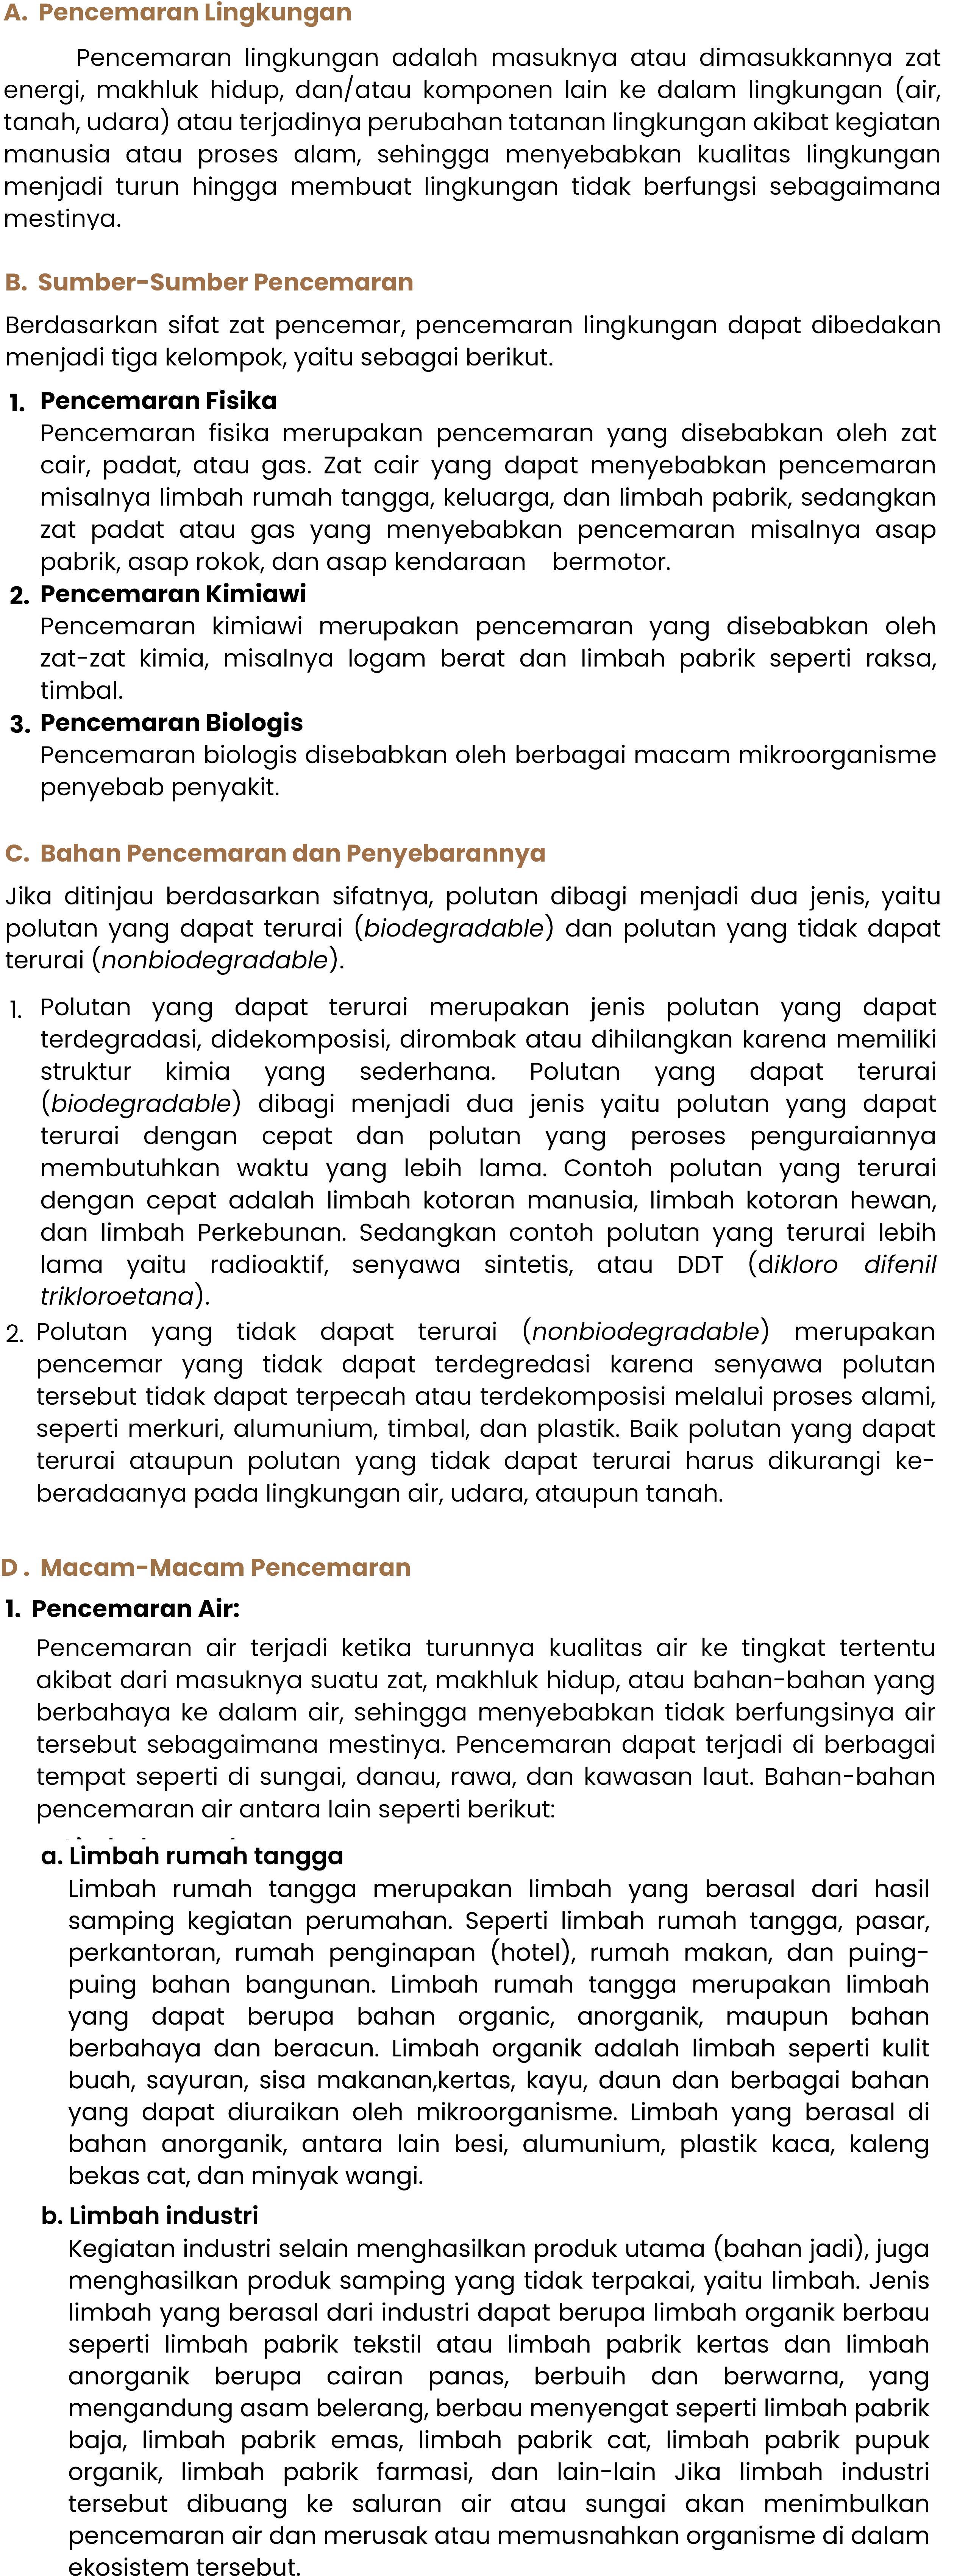 A. Pencemaran Lingkungan
Pencemaran lingkungan adalah masuknya atau dimasukkannya zat
energi, makhluk hidup, dan/atau komponen lain ke dalam lingkungan (air,
tanah, udara) atau terjadinya perubahan tatanan lingkungan akibat kegiatan
manusia atau proses alam, sehingga menyebabkan kualitas lingkungan
menjadi turun hingga membuat lingkungan tidak berfungsi sebagaimana
mestinya.
B. Sumber-Sumber Pencemaran
Berdasarkan sifat zat pencemar, pencemaran lingkungan dapat dibedakan
menjadi tiga kelompok, yaitu sebagai berikut.
1. Pencemaran Fisika
Pencemaran fisika merupakan pencemaran yang disebabkan oleh zat
cair, padat, atau gas. Zat cair yang dapat menyebabkan pencemaran
misalnya limbah rumah tangga, keluarga, dan limbah pabrik, sedangkan
zat padat atau gas yang menyebabkan pencemaran misalnya asap
pabrik, asap rokok, dan asap kendaraan bermotor.
2. Pencemaran Kimiawi
Pencemaran kimiawi merupakan pencemaran yang disebabkan oleh
zat-zat kimia, misalnya logam berat dan limbah pabrik seperti raksa,
timbal.
3. Pencemaran Biologis
Pencemaran biologis disebabkan oleh berbagai macam mikroorganisme
penyebab penyakit.
C. Bahan Pencemaran dan Penyebarannya
Jika ditinjau berdasarkan sifatnya, polutan dibagi menjadi dua jenis, yaitu
polutan yang dapat terurai (biodegradable) dan polutan yang tidak dapat
terurai (nonbiodegradable).
1. Polutan yang dapat terurai merupakan jenis polutan yang dapat
terdegradasi, didekomposisi, dirombak atau dihilangkan karena memiliki
struktur kimia yang sederhana. Polutan yang dapat terurai
(biodegradable) dibagi menjadi dua jenis yaitu polutan yang dapat
terurai dengan cepat dan polutan yang peroses penguraiannya
membutuhkan waktu yang lebih lama. Contoh polutan yang terurai
dengan cepat adalah limbah kotoran manusia, limbah kotoran hewan,
dan limbah Perkebunan. Sedangkan contoh polutan yang terurai lebih
lama yaitu radioaktif, senyawa sintetis, atau DDT (dikloro difenil
trikloroetana).
2. Polutan yang tidak dapat terurai (nonbiodegradable) merupakan
pencemar yang tidak dapat terdegredasi karena senyawa polutan
tersebut tidak dapat terpecah atau terdekomposisi melalui proses alami,
seperti merkuri, alumunium, timbal, dan plastik. Baik polutan yang dapat
terurai ataupun polutan yang tidak dapat terurai harus dikurangi ke-
beradaanya pada lingkungan air, udara, ataupun tanah.
D . Macam-Macam Pencemaran
1. Pencemaran Air:
Pencemaran air terjadi ketika turunnya kualitas air ke tingkat tertentu
akibat dari masuknya suatu zat, makhluk hidup, atau bahan-bahan yang
berbahaya ke dalam air, sehingga menyebabkan tidak berfungsinya air
tersebut sebagaimana mestinya. Pencemaran dapat terjadi di berbagai
tempat seperti di sungai, danau, rawa, dan kawasan laut. Bahan-bahan
pencemaran air antara lain seperti berikut:
a. Limbah rumah tangga
Limbah rumah tangga merupakan limbah yang berasal dari hasil
samping kegiatan perumahan. Seperti limbah rumah tangga, pasar,
perkantoran, rumah penginapan (hotel), rumah makan, dan puing-
puing bahan bangunan. Limbah rumah tangga merupakan limbah
yang dapat berupa bahan organic, anorganik, maupun bahan
berbahaya dan beracun. Limbah organik adalah limbah seperti kulit
buah, sayuran, sisa makanan,kertas, kayu, daun dan berbagai bahan
yang dapat diuraikan oleh mikroorganisme. Limbah yang berasal di
bahan anorganik, antara lain besi, alumunium, plastik kaca, kaleng
bekas cat, dan minyak wangi.
b. Limbah industri
Kegiatan industri selain menghasilkan produk utama (bahan jadi), juga
menghasilkan produk samping yang tidak terpakai, yaitu limbah. Jenis
limbah yang berasal dari industri dapat berupa limbah organik berbau
seperti limbah pabrik tekstil atau limbah pabrik kertas dan limbah
anorganik berupa cairan panas, berbuih dan berwarna, yang
mengandung asam belerang, berbau menyengat seperti limbah pabrik
baja, limbah pabrik emas, limbah pabrik cat, limbah pabrik pupuk
organik, limbah pabrik farmasi, dan lain-lain Jika limbah industri
tersebut dibuang ke saluran air atau sungai akan menimbulkan
pencemaran air dan merusak atau memusnahkan organisme di dalam
ekosistem tersebut.